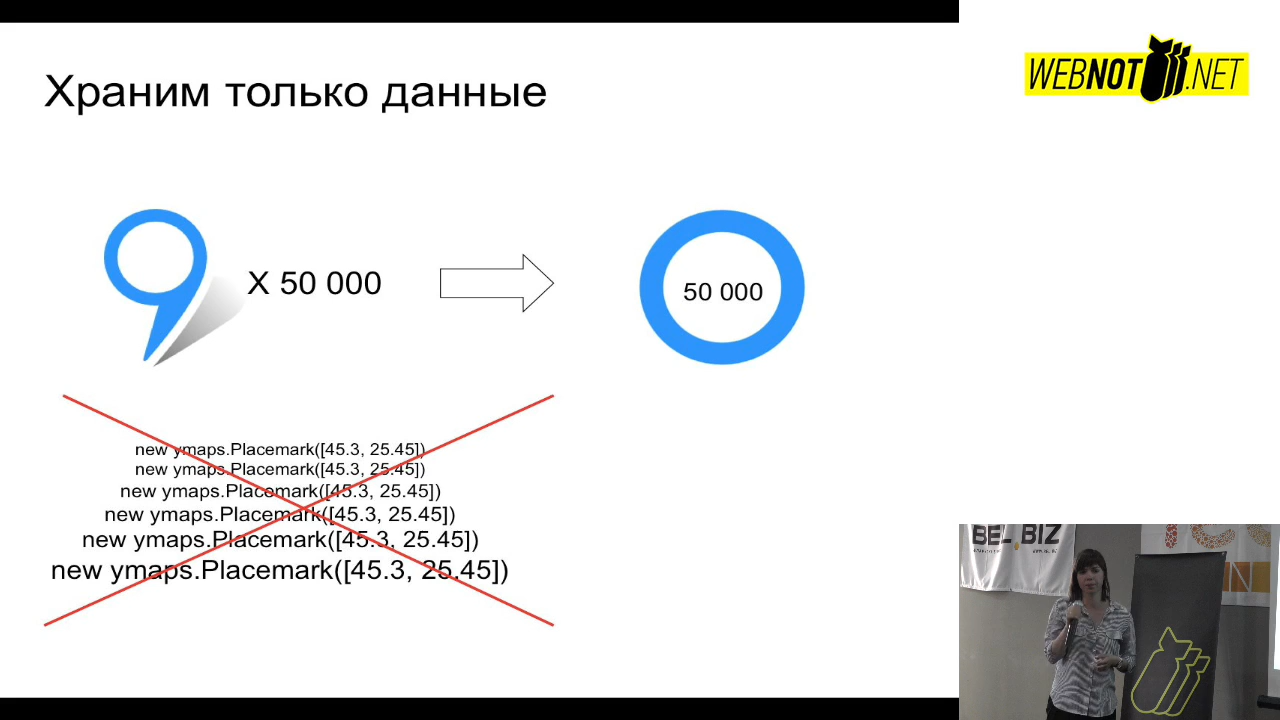 Храним только данные
WEBNOT.NET
X 50 000
50 000
new ymaps.Placemark([45.3, 25.45])
new ymaps.Placemark([45.3, 25.45])
new ymaps.Placemark([45.3, 25.45])
new ymaps.Placemark([45.3, 25.45])
new ymaps.Placemark([45.3, 25.45])
new ymaps.Placemark([45.3, 25.45])
BEL.BIZ